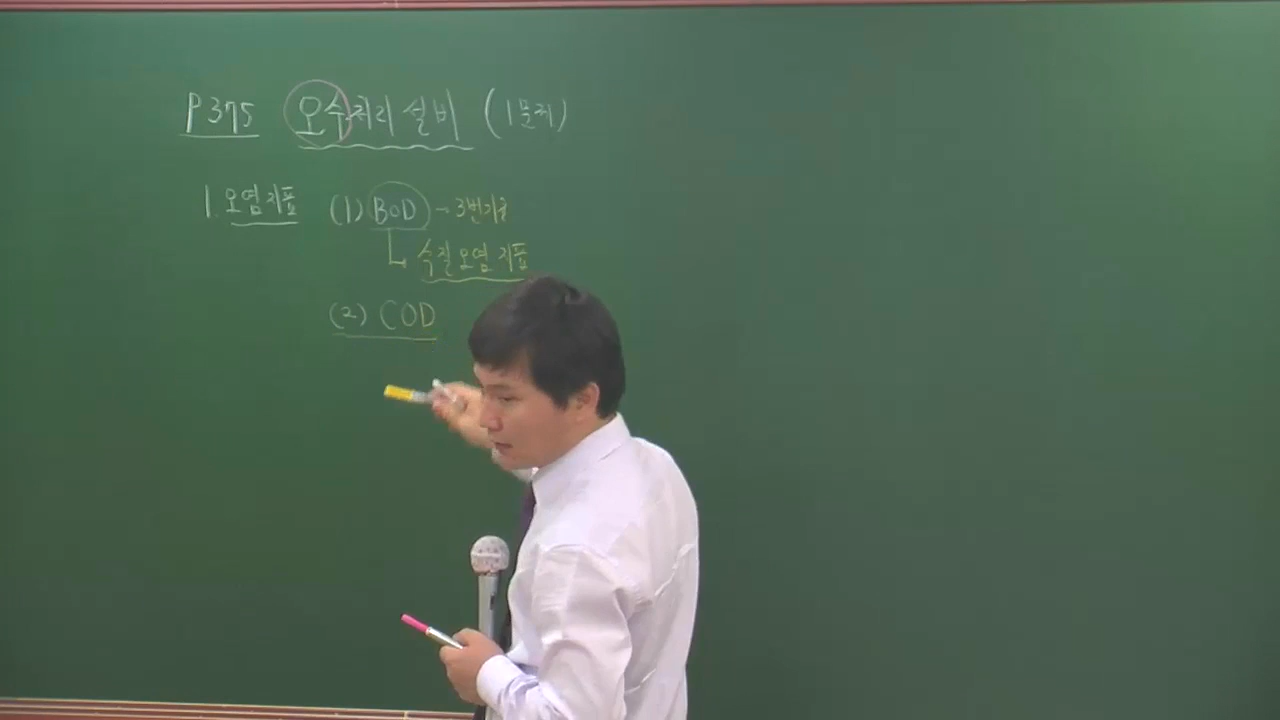 P375 오수처리 설비 (1문제)
1. 오염지표 (1) BOD → 3번기출
수질오염 지표
(2) COD